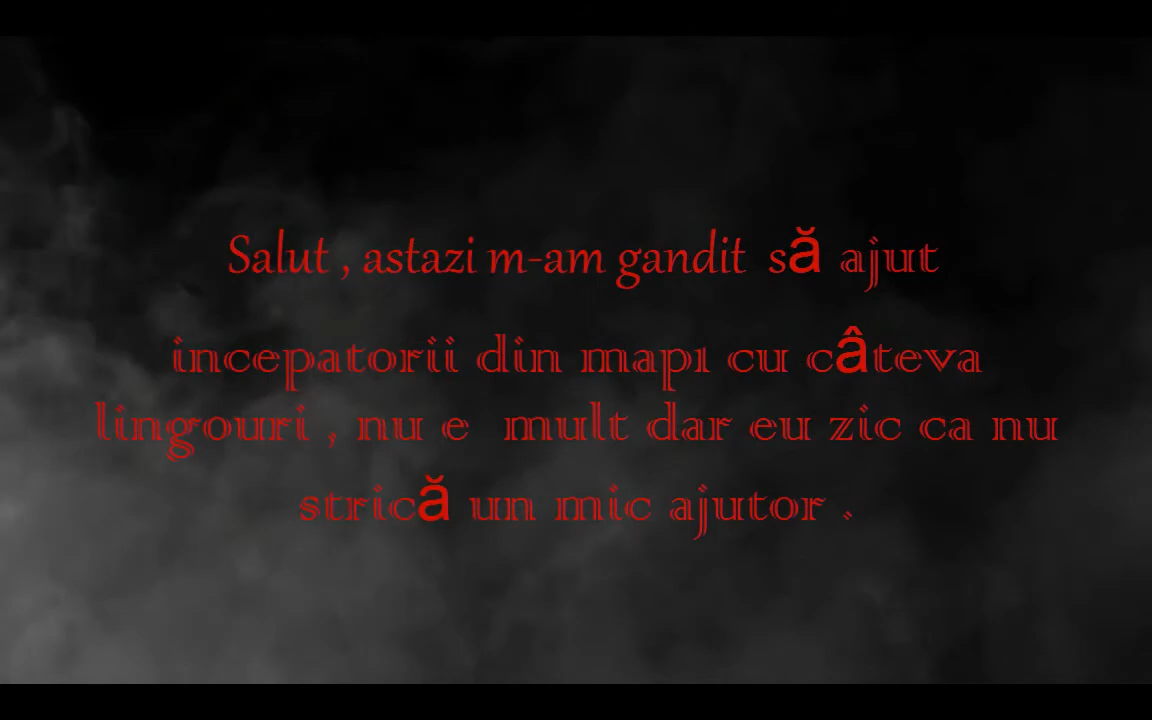 Salut , astazi m-am gandit să ajut
incepatorii din map1 cu câteva
lingouri , nu e mult dar eu zic ca nu
strică un mic ajutor .